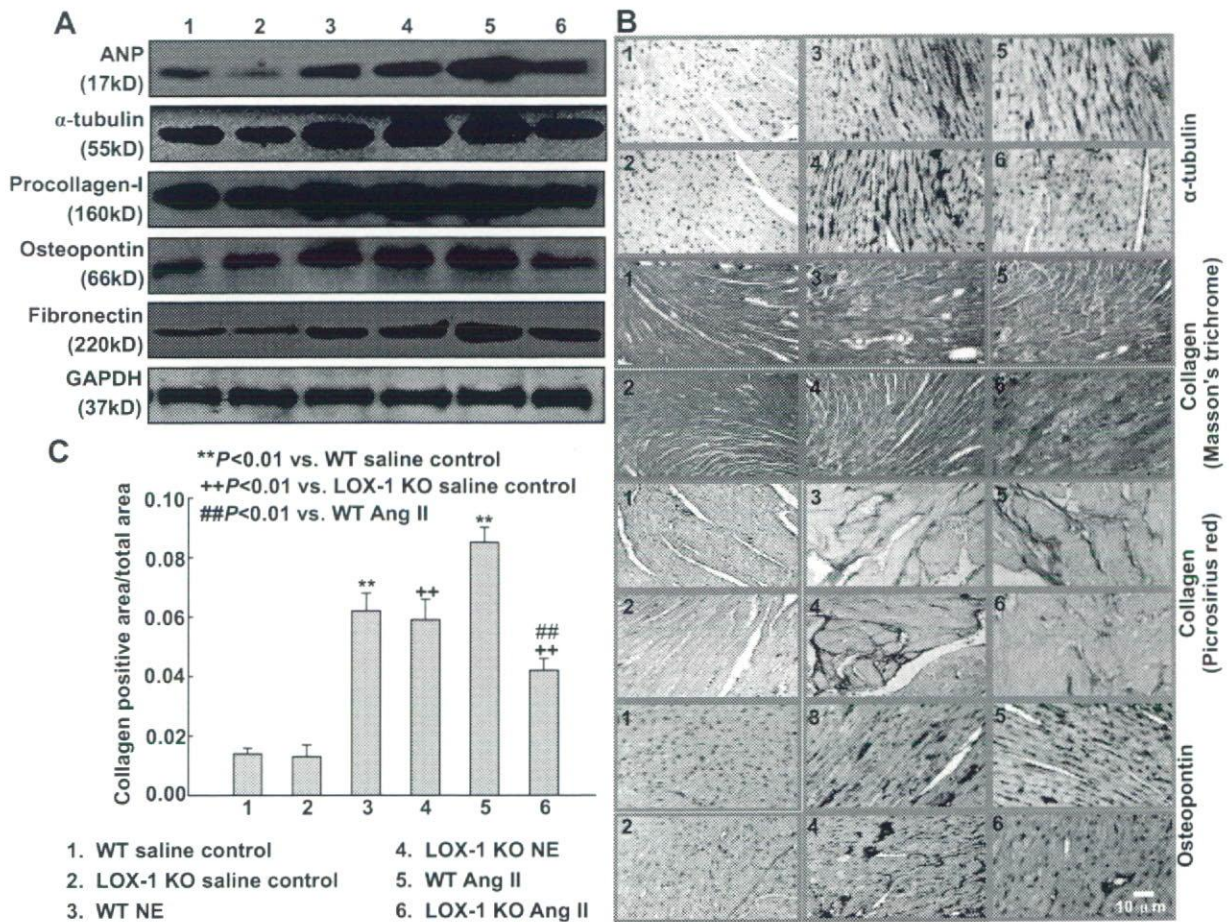 A
1 2 3 4 5 6
ANP
(17kD)
α-tubulin
(55kD)
Procollagen-I
(160kD)
Osteopontin
(66kD)
Fibronectin
(220kD)
GAPDH
(37kD)
B
1 3 5
2 4 6
α-tubulin
1 3 5
2 4 6
Collagen
(Masson's trichrome)
1 3 5
2 4 6
Collagen
(Picrosirius red)
1 3 5
2 4 6
Osteopontin
10 μm
C
**P<0.01 vs. WT saline control
++P<0.01 vs. LOX-1 KO saline control
##P<0.01 vs. WT Ang II
Collagen positive area/total area
0.10
0.08
0.06
0.04
0.02
0.00
** ++ ** ##
++
1 2 3 4 5 6
1. WT saline control
2. LOX-1 KO saline control
3. WT NE
4. LOX-1 KO NE
5. WT Ang II
6. LOX-1 KO Ang II